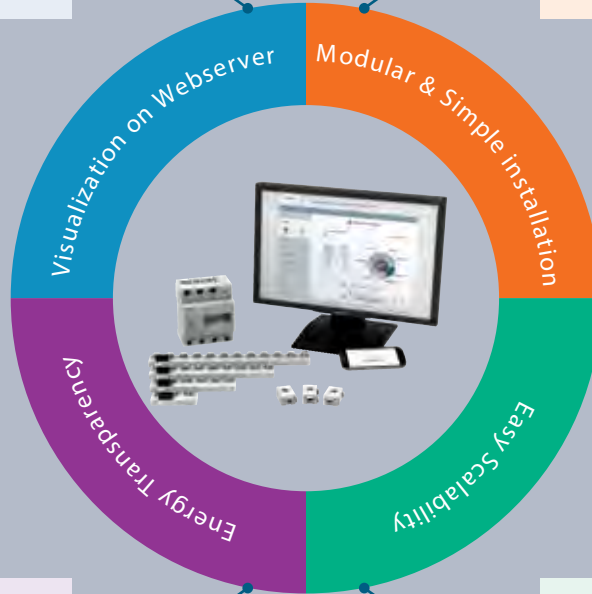 Visualization on Webserver
Modular & Simple installation
Energy Transparency
Easy Scalability